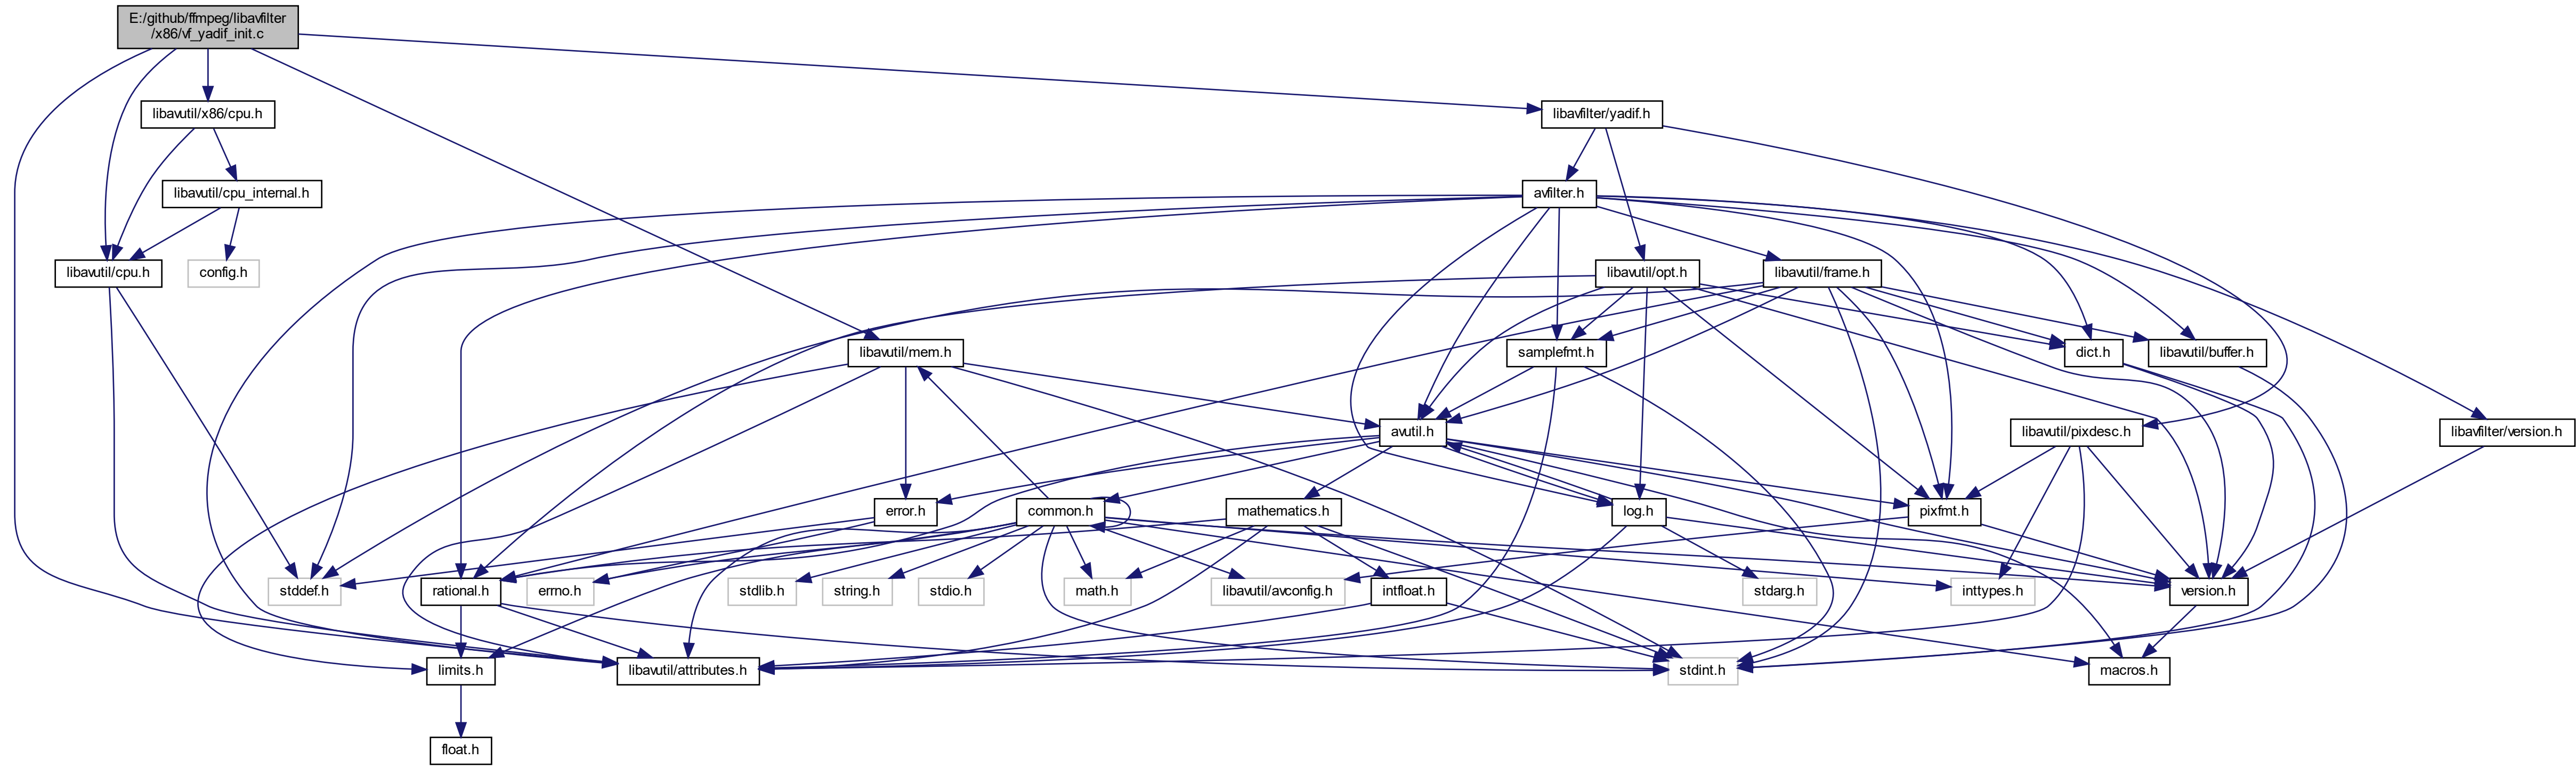 E:/github/ffmpeg/libavfilter
/x86/vf_yadif_init.c
libavutil/x86/cpu.h
libavfilter/yadif.h
libavutil/cpu_internal.h
avfilter.h
libavutil/cpu.h
config.h
libavutil/opt.h
libavutil/frame.h
libavutil/mem.h
samplefmt.h
dict.h
libavutil/buffer.h
avutil.h
libavutil/pixdesc.h
libavfilter/version.h
error.h
common.h
mathematics.h
log.h
pixfmt.h
stddef.h
rational.h
errno.h
stdlib.h
string.h
stdio.h
math.h
libavutil/avconfig.h
intfloat.h
stdarg.h
inttypes.h
version.h
limits.h
libavutil/attributes.h
stdint.h
macros.h
float.h